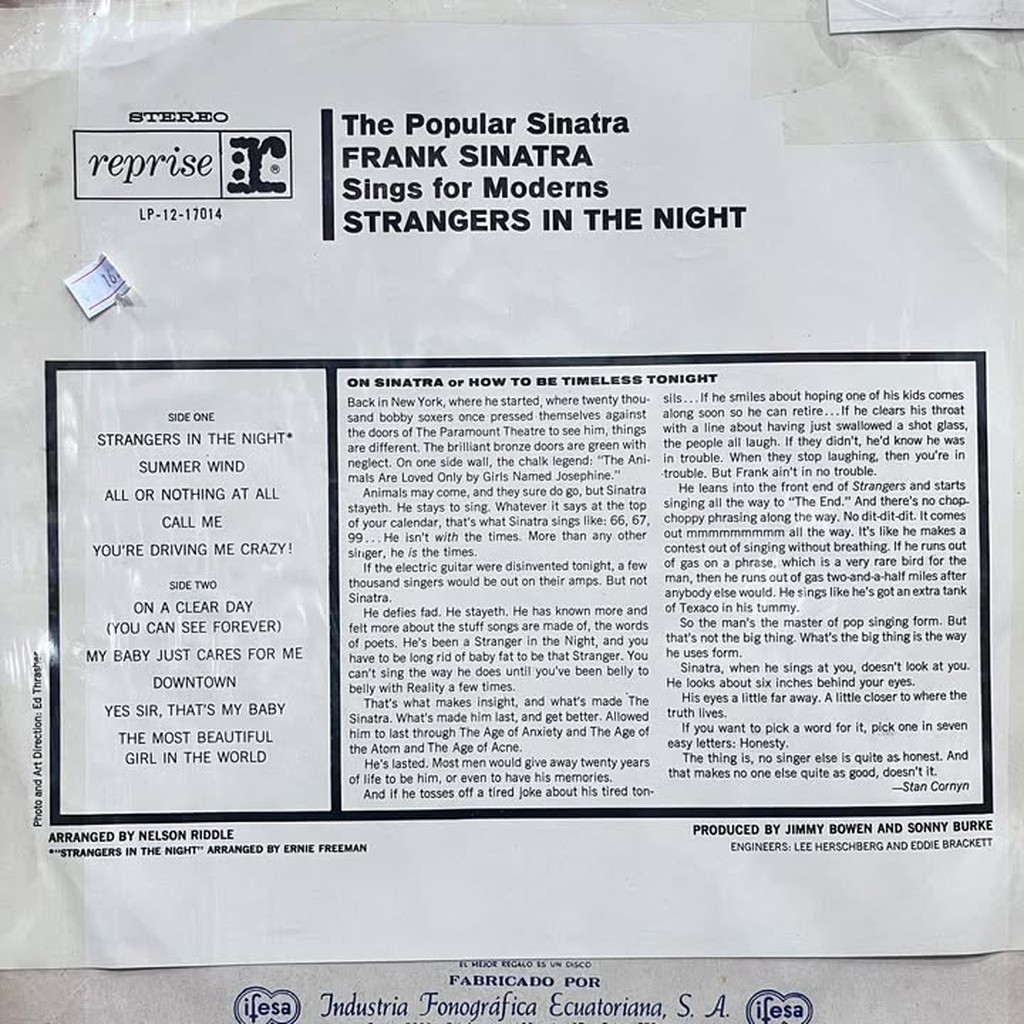 STEREO
reprise r®
LP-12-17014
The Popular Sinatra
FRANK SINATRA
Sings for Moderns
STRANGERS IN THE NIGHT
SIDE ONE
STRANGERS IN THE NIGHT*
SUMMER WIND
ALL OR NOTHING AT ALL
CALL ME
YOU'RE DRIVING ME CRAZY!
SIDE TWO
ON A CLEAR DAY
(YOU CAN SEE FOREVER)
MY BABY JUST CARES FOR ME
DOWNTOWN
YES SIR, THAT'S MY BABY
THE MOST BEAUTIFUL
GIRL IN THE WORLD
ON SINATRA or HOW TO BE TIMELESS TONIGHT
Back in New York, where he started, where twenty thou-
sand bobby soxers once pressed themselves against
the doors of The Paramount Theatre to see him, things
are different. The brilliant bronze doors are green with
neglect. On one side wall, the chalk legend: "The Ani-
mals Are Loved Only by Girls Named Josephine."
Animals may come, and they sure do go, but Sinatra
stayeth. He stays to sing. Whatever it says at the top
of your calendar, that's what Sinatra sings like: 66, 67,
99... He isn't with the times. More than any other
singer, he is the times.
If the electric guitar were disinvented tonight, a few
thousand singers would be out on their amps. But not
Sinatra.
He defies fad. He stayeth. He has known more and
felt more about the stuff songs are made of, the words
of poets. He's been a Stranger in the Night, and you
have to be long rid of baby fat to be that Stranger. You
can't sing the way he does until you've been belly to
belly with Reality a few times.
That's what makes insight, and what's made The
Sinatra. What's made him last, and get better. Allowed
him to last through The Age of Anxiety and The Age of
the Atom and The Age of Acne.
He's lasted. Most men would give away twenty years
of life to be him, or even to have his memories.
And if he tosses off a tired joke about his tired ton-
sils...If he smiles about hoping one of his kids comes
along soon so he can retire...If he clears his throat
with a line about having just swallowed a shot glass,
the people all laugh. If they didn't, he'd know he was
in trouble. When they stop laughing, then you're in
trouble. But Frank ain't in no trouble.
He leans into the front end of Strangers and starts
singing all the way to "The End." And there's no chop-
choppy phrasing along the way. No dit-dit-dit. It comes
out mmmmmmmmm all the way. It's like he makes a
contest out of singing without breathing. If he runs out
of gas on a phrase, which is a very rare bird for the
man, then he runs out of gas two-and-a-half miles after
anybody else would. He sings like he's got an extra tank
of Texaco in his tummy.
So the man's the master of pop singing form. But
that's not the big thing. What's the big thing is the way
he uses form.
Sinatra, when he sings at you, doesn't look at you.
He looks about six inches behind your eyes.
His eyes a little far away. A little closer to where the
truth lives.
If you want to pick a word for it, pick one in seven
easy letters: Honesty.
The thing is, no singer else is quite as honest. And
that makes no one else quite as good, doesn't it.
—Stan Cornyn
Photo and Art Direction: Ed Thrasher
ARRANGED BY NELSON RIDDLE
*"STRANGERS IN THE NIGHT" ARRANGED BY ERNIE FREEMAN
PRODUCED BY JIMMY BOWEN AND SONNY BURKE
ENGINEERS: LEE HERSCHBERG AND EDDIE BRACKETT
EL MEJOR REGALO ES UN DISCO
FABRICADO POR
ifesa Industria Fonográfica Ecuatoriana, S. A. ifesa